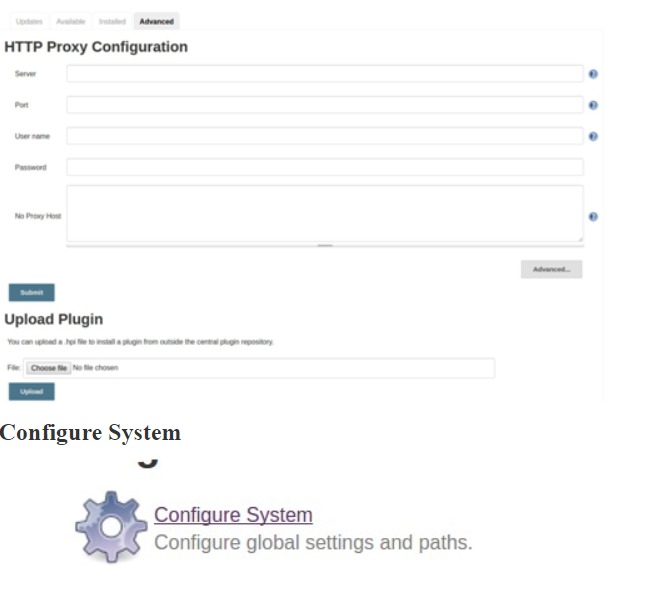 Updates Available Installed Advanced
HTTP Proxy Configuration
Server
Port
User name
Password
No Proxy Host
Advanced...
Submit
Upload Plugin
You can upload a .hpi file to install a plugin from outside the central plugin repository.
File: Choose file No file chosen
Upload
Configure System
Configure System
Configure global settings and paths.